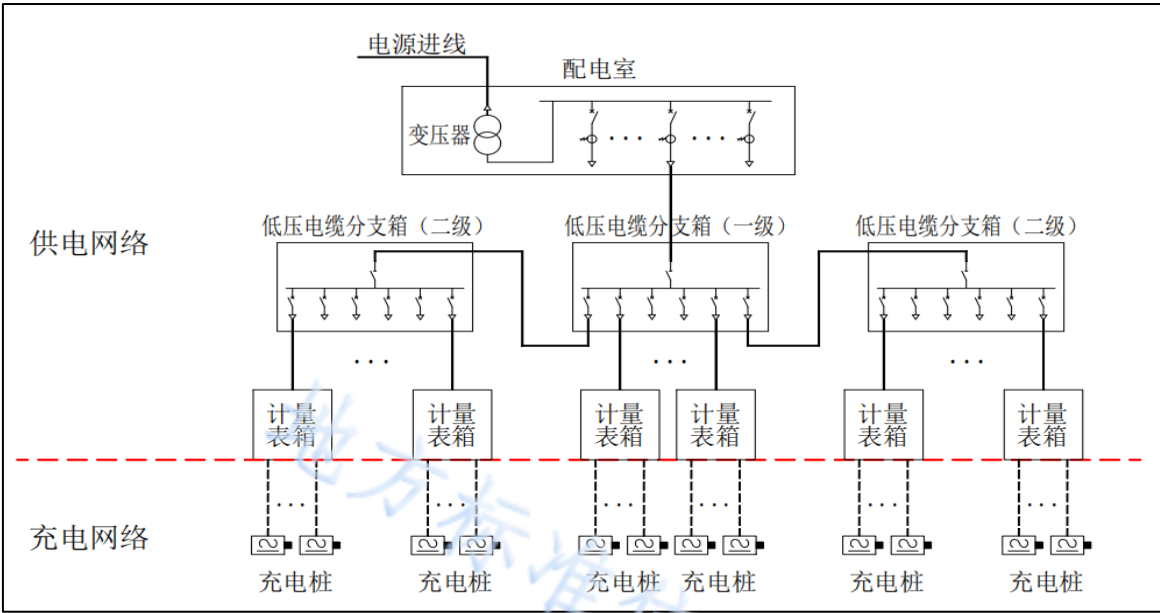 电源进线
配电室
变压器
供电网络
低压电缆分支箱（二级）
低压电缆分支箱（一级）
低压电缆分支箱（二级）
···
···
···
···
···
计量
表箱
计量
表箱
计量
表箱
计量
表箱
计量
表箱
计量
表箱
充电网络
···
···
···
···
···
···
充电桩
充电桩
充电桩
充电桩
充电桩
充电桩
地方标准